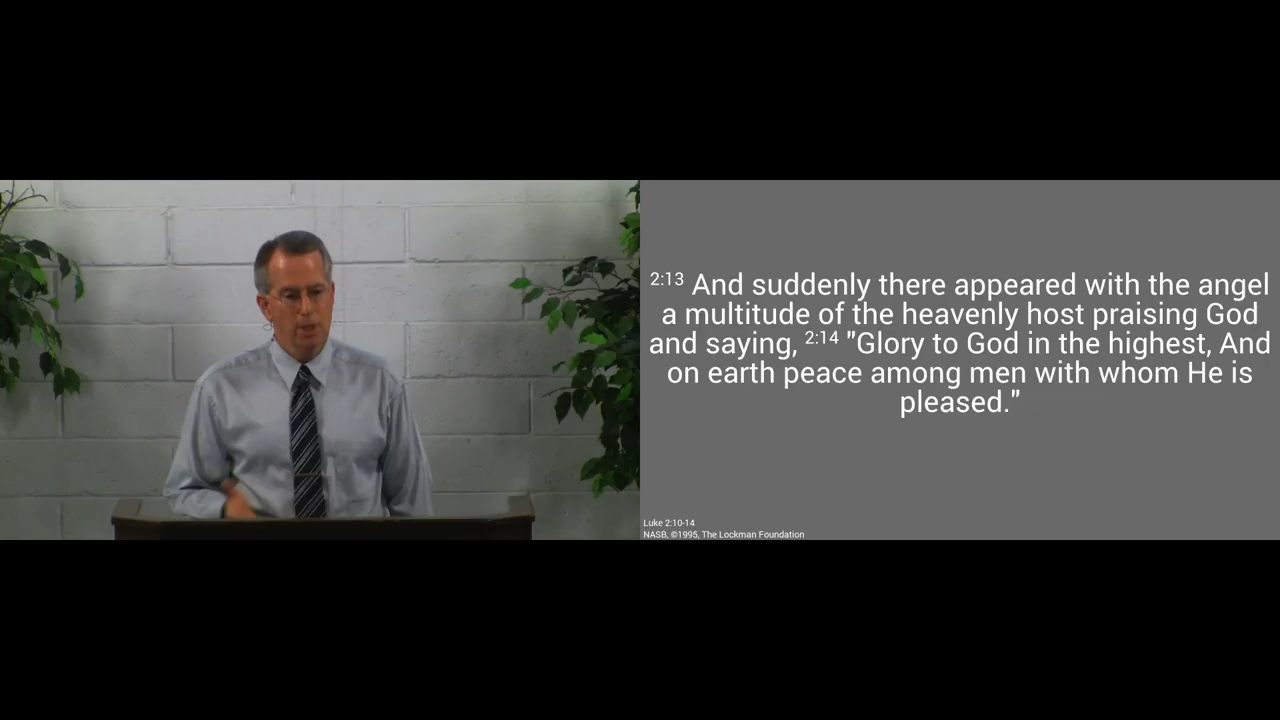 2:13 And suddenly there appeared with the angel
a multitude of the heavenly host praising God
and saying, 2:14 "Glory to God in the highest, And
on earth peace among men with whom He is
pleased."
Luke 2:10-14
NASB, ©1995, The Lockman Foundation